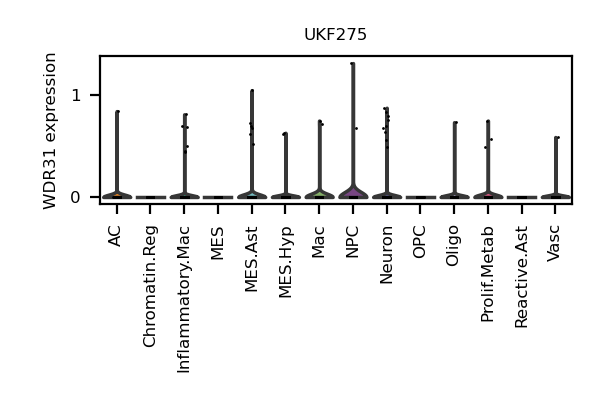 UKF275
WDR31 expression
1
0
AC
Chromatin.Reg
Inflammatory.Mac
MES
MES.Ast
MES.Hyp
Mac
NPC
Neuron
OPC
Oligo
Prolif.Metab
Reactive.Ast
Vasc